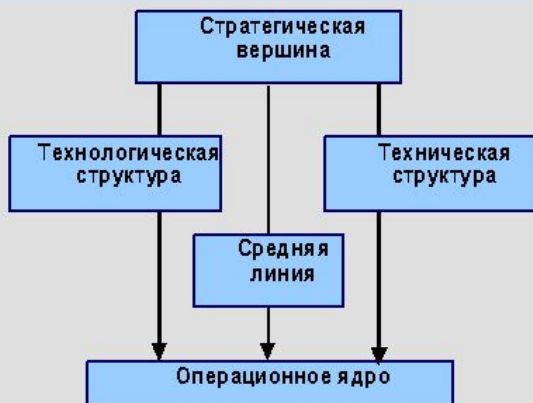 Стратегическая
вершина
Технологическая
структура
Техническая
структура
Средняя
линия
Операционное ядро